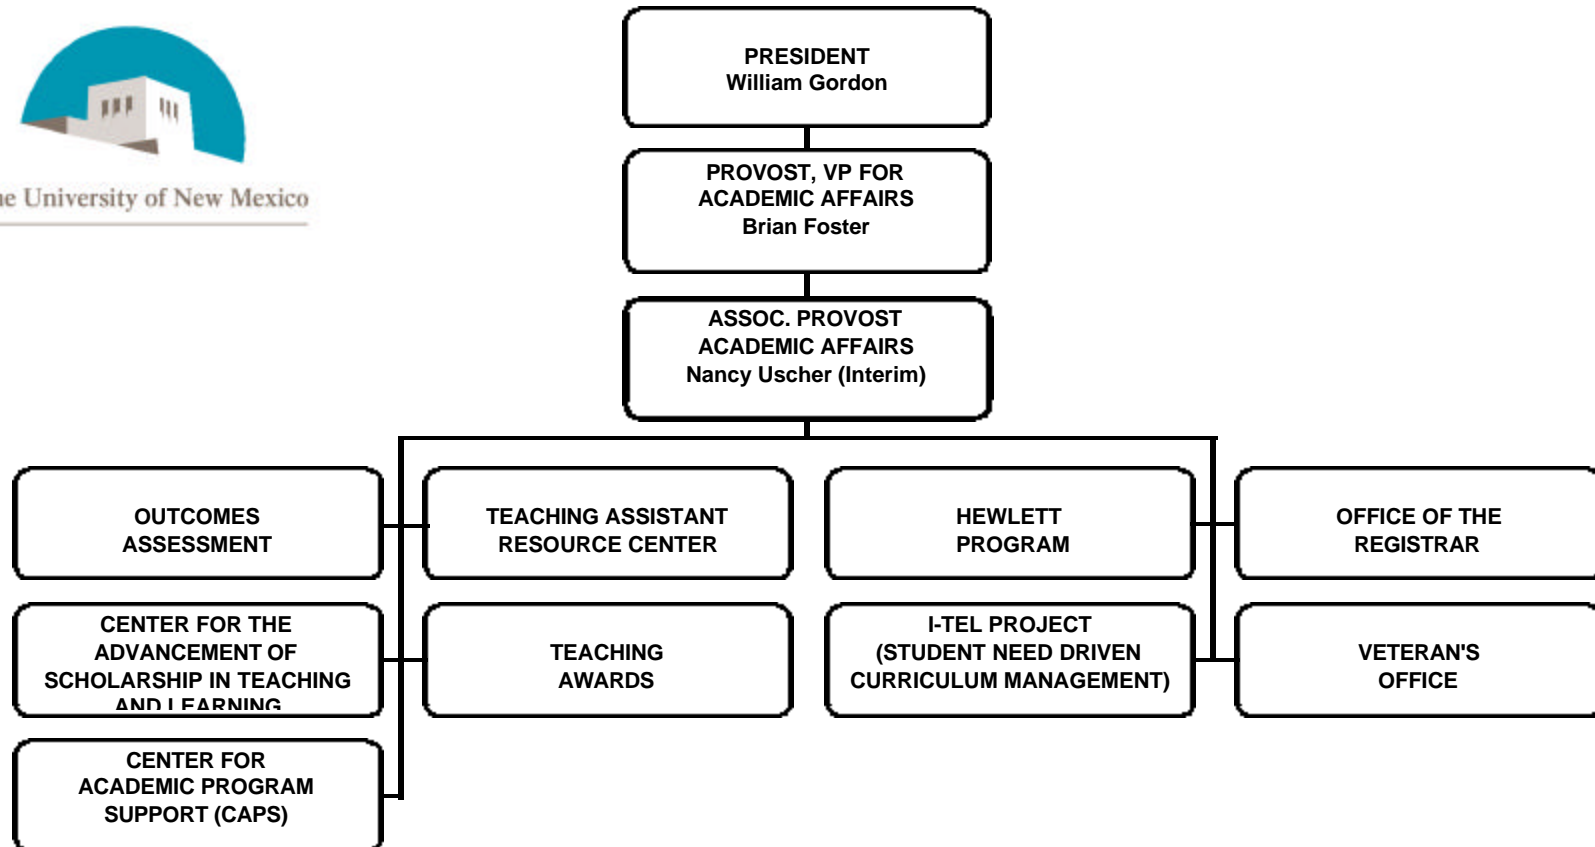 PRESIDENT
William Gordon
he University of New Mexico
PROVOST, VP FOR
ACADEMIC AFFAIRS
Brian Foster
ASSOC. PROVOST
ACADEMIC AFFAIRS
Nancy Uscher (Interim)
OUTCOMES
ASSESSMENT
TEACHING ASSISTANT
RESOURCE CENTER
HEWLETT
PROGRAM
OFFICE OF THE
REGISTRAR
CENTER FOR THE
ADVANCEMENT OF
SCHOLARSHIP IN TEACHING
AND LEARNING
TEACHING
AWARDS
I-TEL PROJECT
(STUDENT NEED DRIVEN
CURRICULUM MANAGEMENT)
VETERAN'S
OFFICE
CENTER FOR
ACADEMIC PROGRAM
SUPPORT (CAPS)